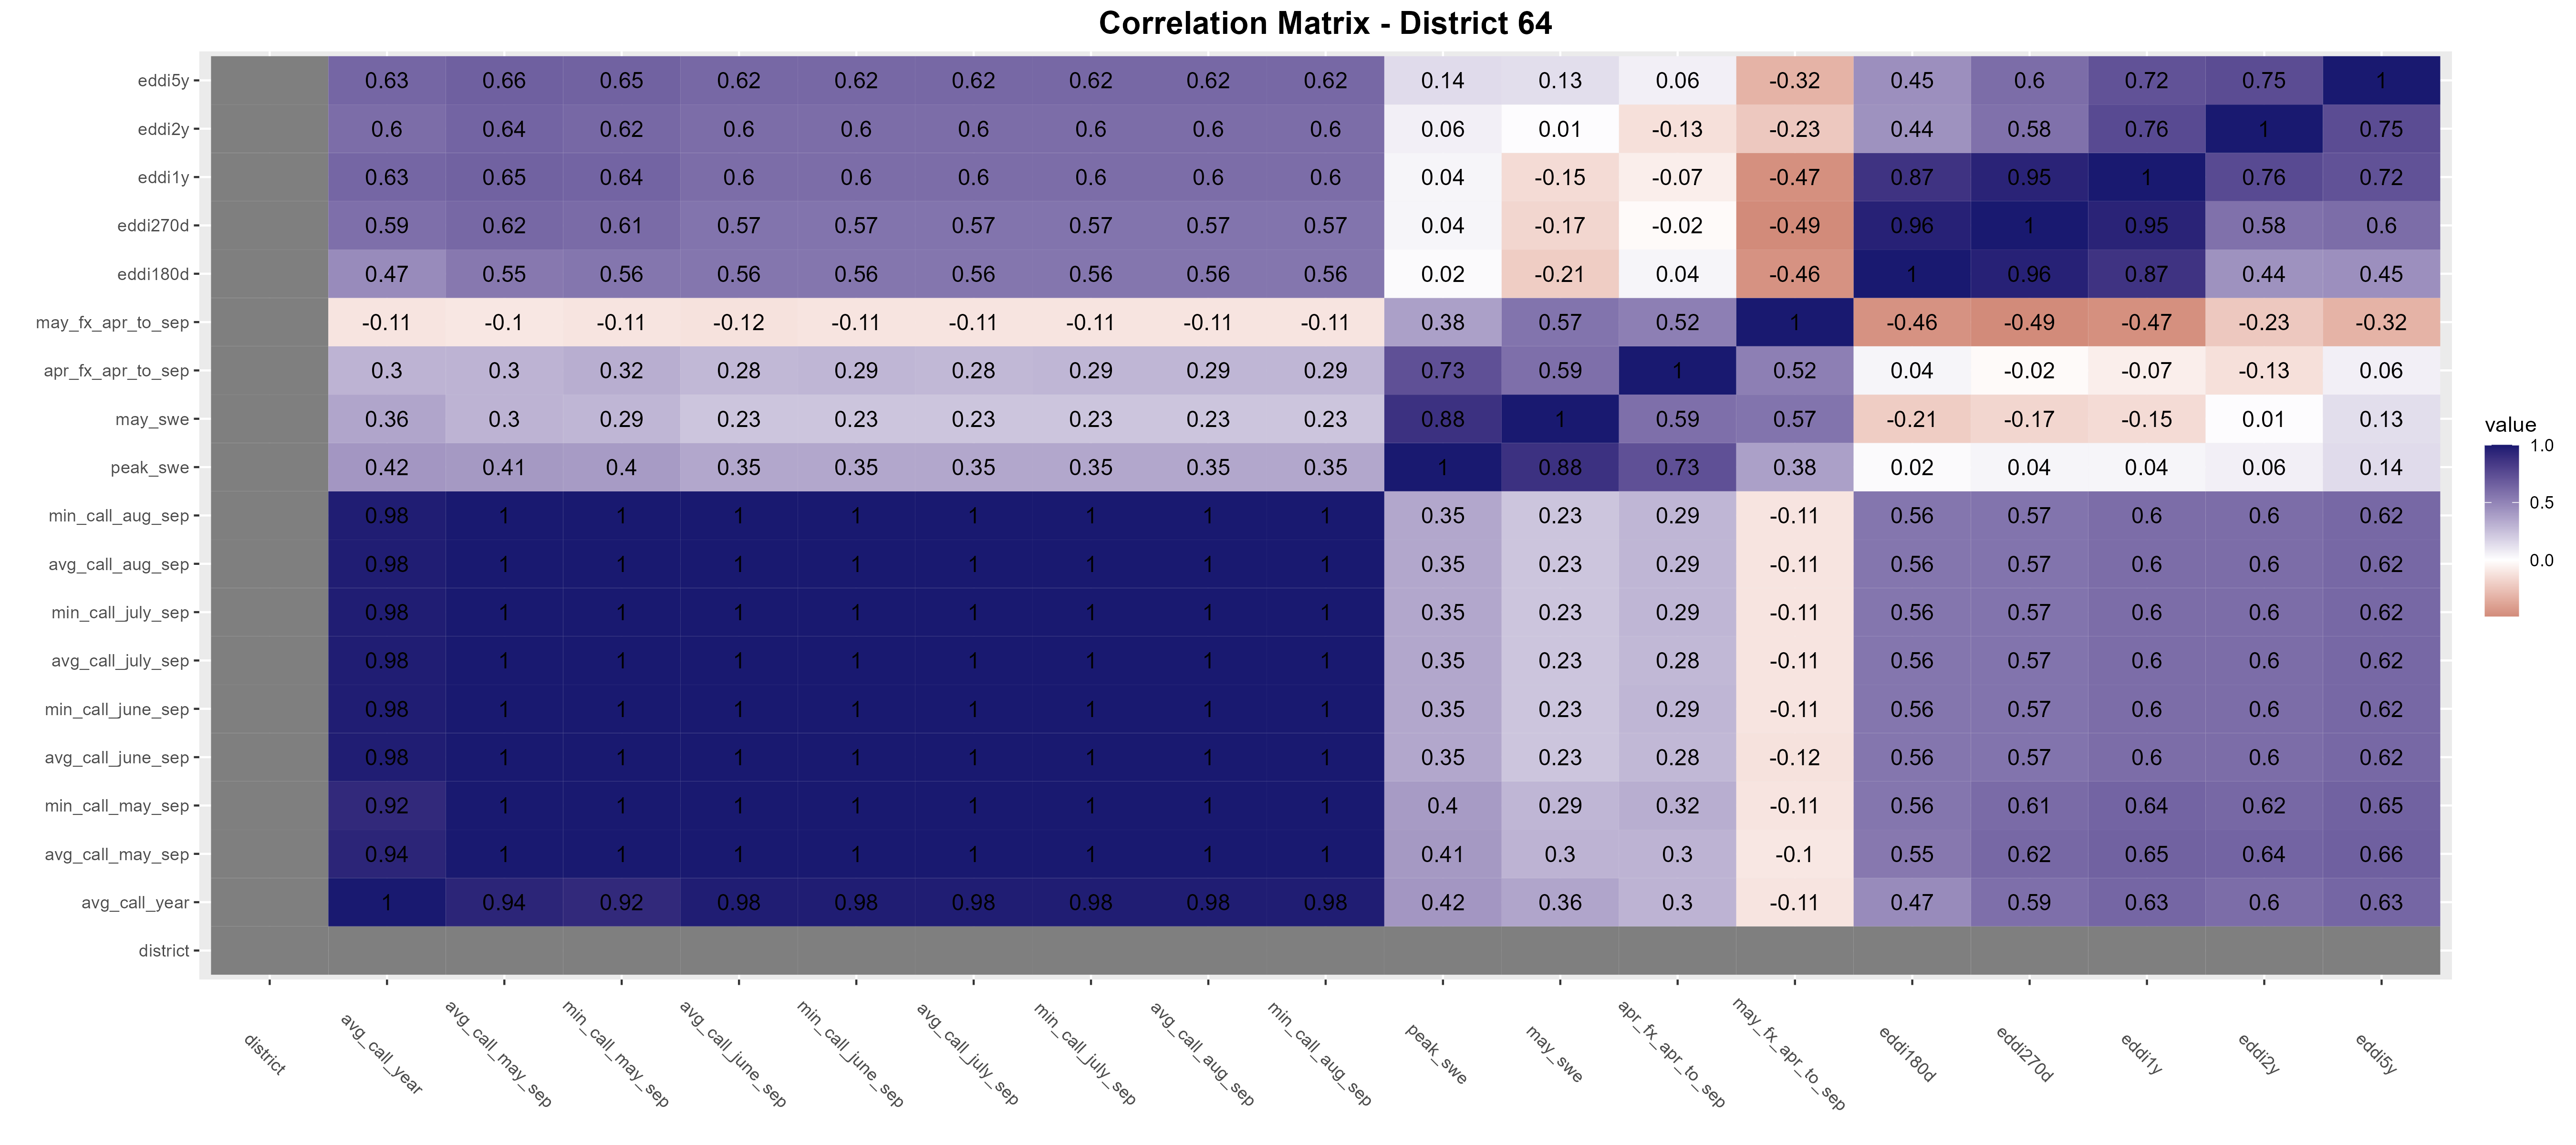 Correlation Matrix - District 64
eddi5y 0.63 0.66 0.65 0.62 0.62 0.62 0.62 0.62 0.62 0.14 0.13 0.06 -0.32 0.45 0.6 0.72 0.75 1
eddi2y 0.6 0.64 0.62 0.6 0.6 0.6 0.6 0.6 0.6 0.06 0.01 -0.13 -0.23 0.44 0.58 0.76 1 0.75
eddi1y 0.63 0.65 0.64 0.6 0.6 0.6 0.6 0.6 0.6 0.04 -0.15 -0.07 -0.47 0.87 0.95 1 0.76 0.72
eddi270d 0.59 0.62 0.61 0.57 0.57 0.57 0.57 0.57 0.57 0.04 -0.17 -0.02 -0.49 0.96 1 0.95 0.58 0.6
eddi180d 0.47 0.55 0.56 0.56 0.56 0.56 0.56 0.56 0.56 0.02 -0.21 0.04 -0.46 1 0.96 0.87 0.44 0.45
may_fx_apr_to_sep -0.11 -0.1 -0.11 -0.12 -0.11 -0.11 -0.11 -0.11 -0.11 0.38 0.57 0.52 1 -0.46 -0.49 -0.47 -0.23 -0.32
apr_fx_apr_to_sep 0.3 0.3 0.32 0.28 0.29 0.28 0.29 0.29 0.29 0.73 0.59 1 0.52 0.04 -0.02 -0.07 -0.13 0.06
may_swe 0.36 0.3 0.29 0.23 0.23 0.23 0.23 0.23 0.23 0.88 1 0.59 0.57 -0.21 -0.17 -0.15 0.01 0.13
peak_swe 0.42 0.41 0.4 0.35 0.35 0.35 0.35 0.35 0.35 1 0.88 0.73 0.38 0.02 0.04 0.04 0.06 0.14
min_call_aug_sep 0.98 1 1 1 1 1 1 1 1 0.35 0.23 0.29 -0.11 0.56 0.57 0.6 0.6 0.62
avg_call_aug_sep 0.98 1 1 1 1 1 1 1 1 0.35 0.23 0.29 -0.11 0.56 0.57 0.6 0.6 0.62
min_call_july_sep 0.98 1 1 1 1 1 1 1 1 0.35 0.23 0.29 -0.11 0.56 0.57 0.6 0.6 0.62
avg_call_july_sep 0.98 1 1 1 1 1 1 1 1 0.35 0.23 0.28 -0.11 0.56 0.57 0.6 0.6 0.62
min_call_june_sep 0.98 1 1 1 1 1 1 1 1 0.35 0.23 0.29 -0.11 0.56 0.57 0.6 0.6 0.62
avg_call_june_sep 0.98 1 1 1 1 1 1 1 1 0.35 0.23 0.28 -0.12 0.56 0.57 0.6 0.6 0.62
min_call_may_sep 0.92 1 1 1 1 1 1 1 1 0.4 0.29 0.32 -0.11 0.56 0.61 0.64 0.62 0.65
avg_call_may_sep 0.94 1 1 1 1 1 1 1 1 0.41 0.3 0.3 -0.1 0.55 0.62 0.65 0.64 0.66
avg_call_year 1 0.94 0.92 0.98 0.98 0.98 0.98 0.98 0.98 0.42 0.36 0.3 -0.11 0.47 0.59 0.63 0.6 0.63
district
district avg_call_year avg_call_may_sep min_call_may_sep avg_call_june_sep min_call_june_sep avg_call_july_sep min_call_july_sep avg_call_aug_sep min_call_aug_sep peak_swe may_swe apr_fx_apr_to_sep may_fx_apr_to_sep eddi180d eddi270d eddi1y eddi2y eddi5y
value
1.0
0.5
0.0